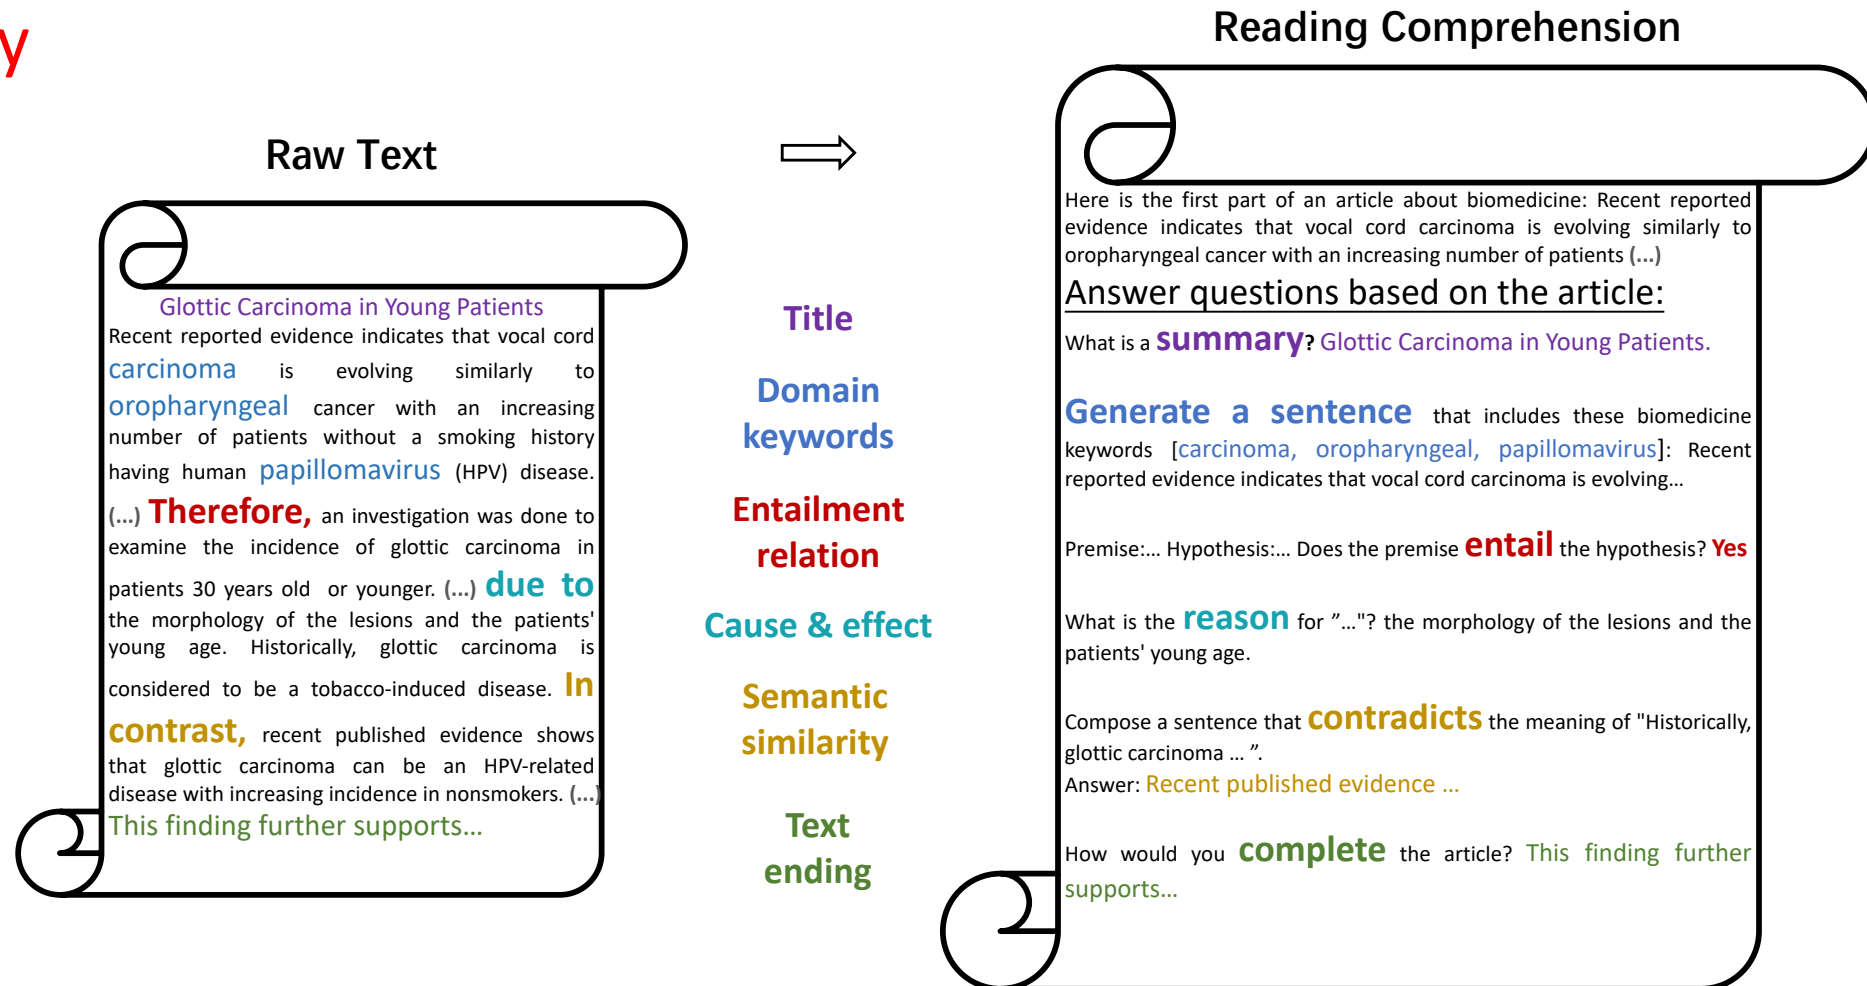 y
Raw Text
Glottic Carcinoma in Young Patients
Recent reported evidence indicates that vocal cord
carcinoma is evolving similarly to
oropharyngeal cancer with an increasing
number of patients without a smoking history
having human papillomavirus (HPV) disease.
(...) Therefore, an investigation was done to
examine the incidence of glottic carcinoma in
patients 30 years old or younger. (...) due to
the morphology of the lesions and the patients'
young age. Historically, glottic carcinoma is
considered to be a tobacco-induced disease. In
contrast, recent published evidence shows
that glottic carcinoma can be an HPV-related
disease with increasing incidence in nonsmokers. (...)
This finding further supports...
Title
Domain
keywords
Entailment
relation
Cause & effect
Semantic
similarity
Text
ending
Reading Comprehension
Here is the first part of an article about biomedicine: Recent reported
evidence indicates that vocal cord carcinoma is evolving similarly to
oropharyngeal cancer with an increasing number of patients (...)
Answer questions based on the article:
What is a summary? Glottic Carcinoma in Young Patients.
Generate a sentence that includes these biomedicine
keywords [carcinoma, oropharyngeal, papillomavirus]: Recent
reported evidence indicates that vocal cord carcinoma is evolving...
Premise:... Hypothesis:... Does the premise entail the hypothesis? Yes
What is the reason for ”..."? the morphology of the lesions and the
patients' young age.
Compose a sentence that contradicts the meaning of "Historically,
glottic carcinoma ... ”.
Answer: Recent published evidence ...
How would you complete the article? This finding further
supports...